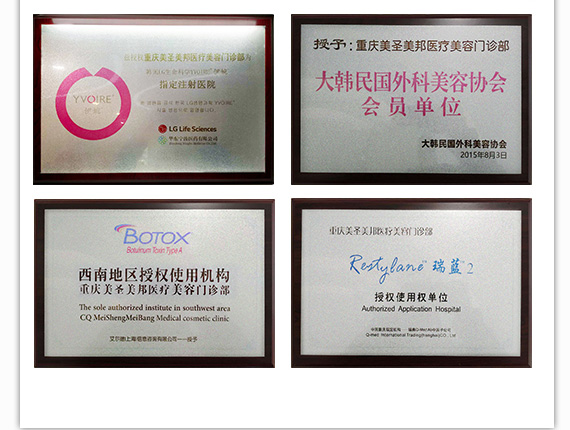 重庆美圣美邦医疗美容门诊部
指定注射医院
YVOIRE
LG Life Sciences
授予：重庆美圣美邦医疗美容门诊部
大韩民国外科美容协会
会员单位
大韩民国外科美容协会
2015年8月3日
BOTOX
Botulinum Toxin Type A
西南地区授权使用机构
重庆美圣美邦医疗美容门诊部
The sole authorized institute in southwest area
CQ MeiShengMeiBang Medical cosmetic clinic
重庆美圣美邦医疗美容门诊部
Restylane 瑞蓝 2
授权使用权单位
Authorized Application Hospital